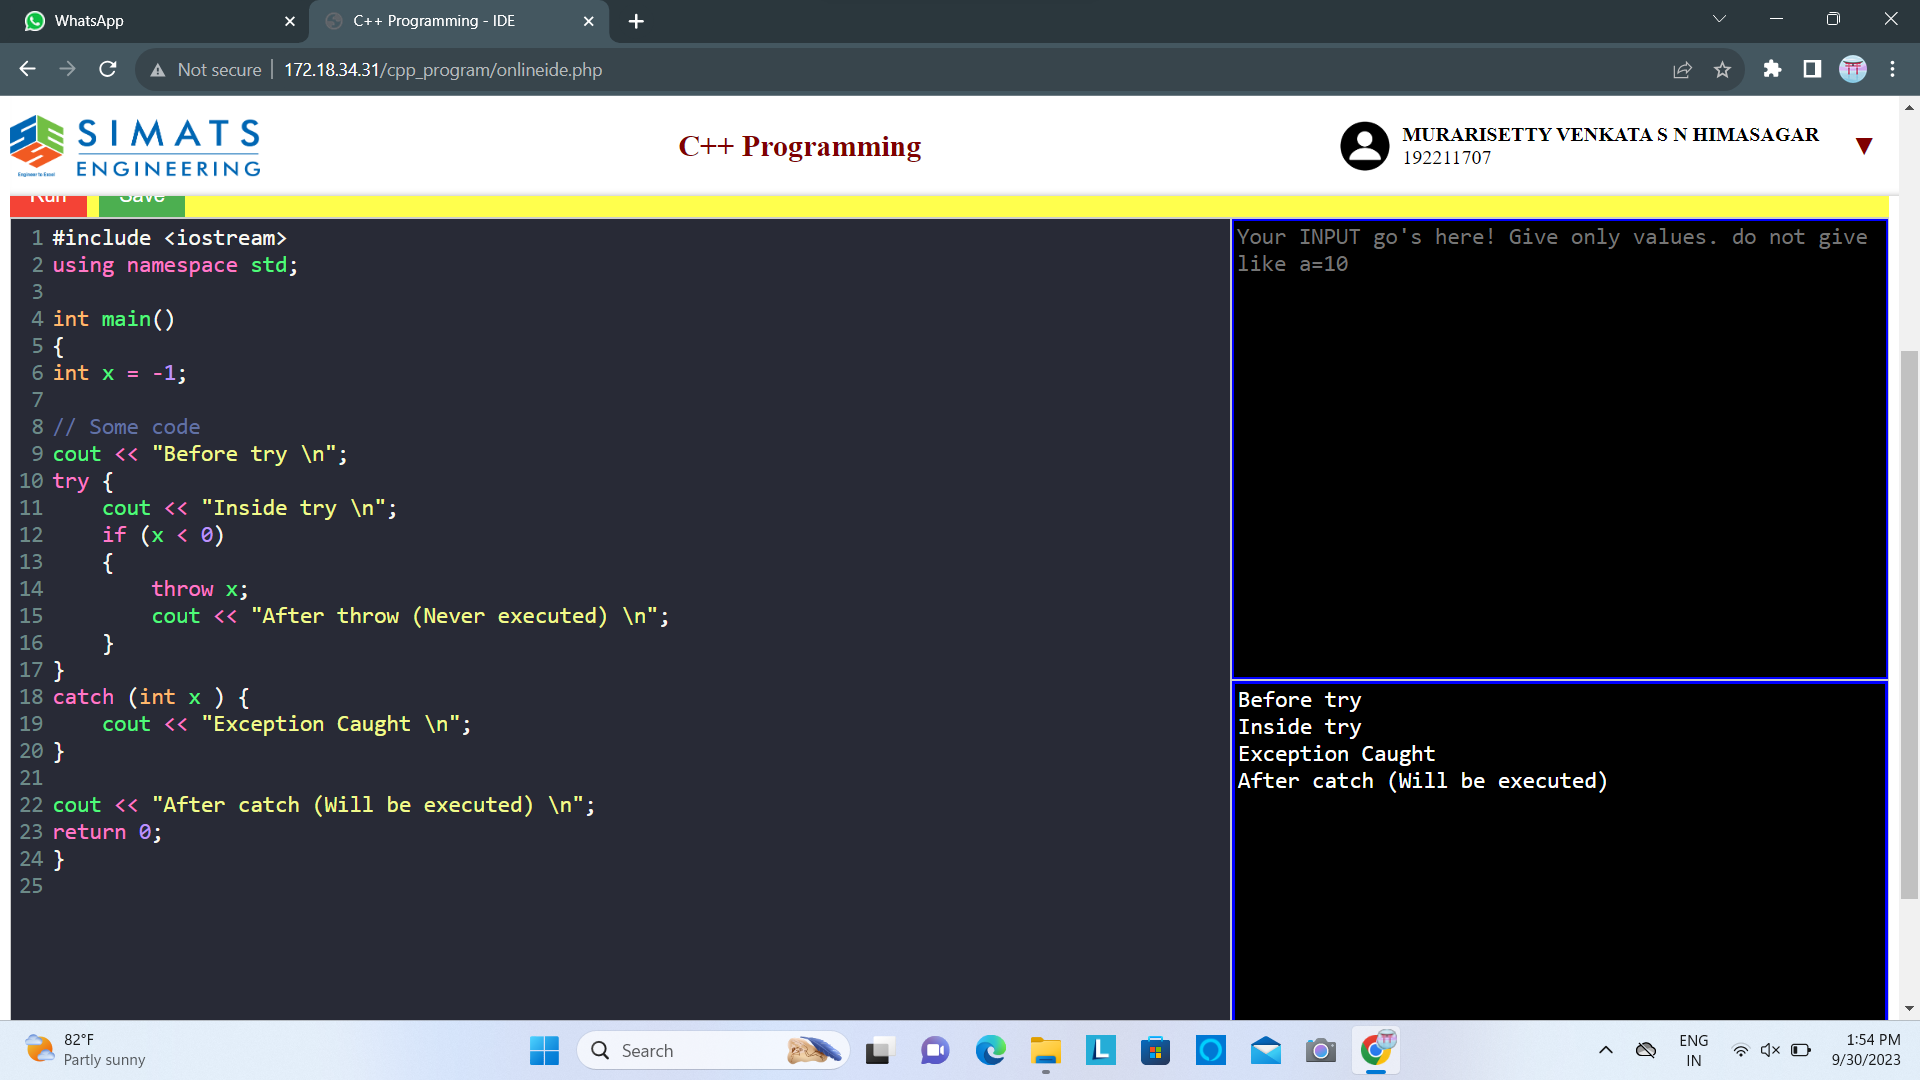 WhatsApp
C++ Programming - IDE
Not secure
172.18.34.31/cpp_program/onlineide.php
SIMATS
ENGINEERING
Engineer to Excel
C++ Programming
MURARISETTY VENKATA S N HIMASAGAR
192211707
Run
Save
1 #include <iostream>
2 using namespace std;
3
4 int main()
5 {
6 int x = -1;
7
8 // Some code
9 cout << "Before try \n";
10 try {
11     cout << "Inside try \n";
12     if (x < 0)
13     {
14         throw x;
15         cout << "After throw (Never executed) \n";
16     }
17 }
18 catch (int x ) {
19     cout << "Exception Caught \n";
20 }
21
22 cout << "After catch (Will be executed) \n";
23 return 0;
24 }
25
Your INPUT go's here! Give only values. do not give
like a=10
Before try
Inside try
Exception Caught
After catch (Will be executed)
82°F
Partly sunny
Search
L
ENG
IN
1:54 PM
9/30/2023